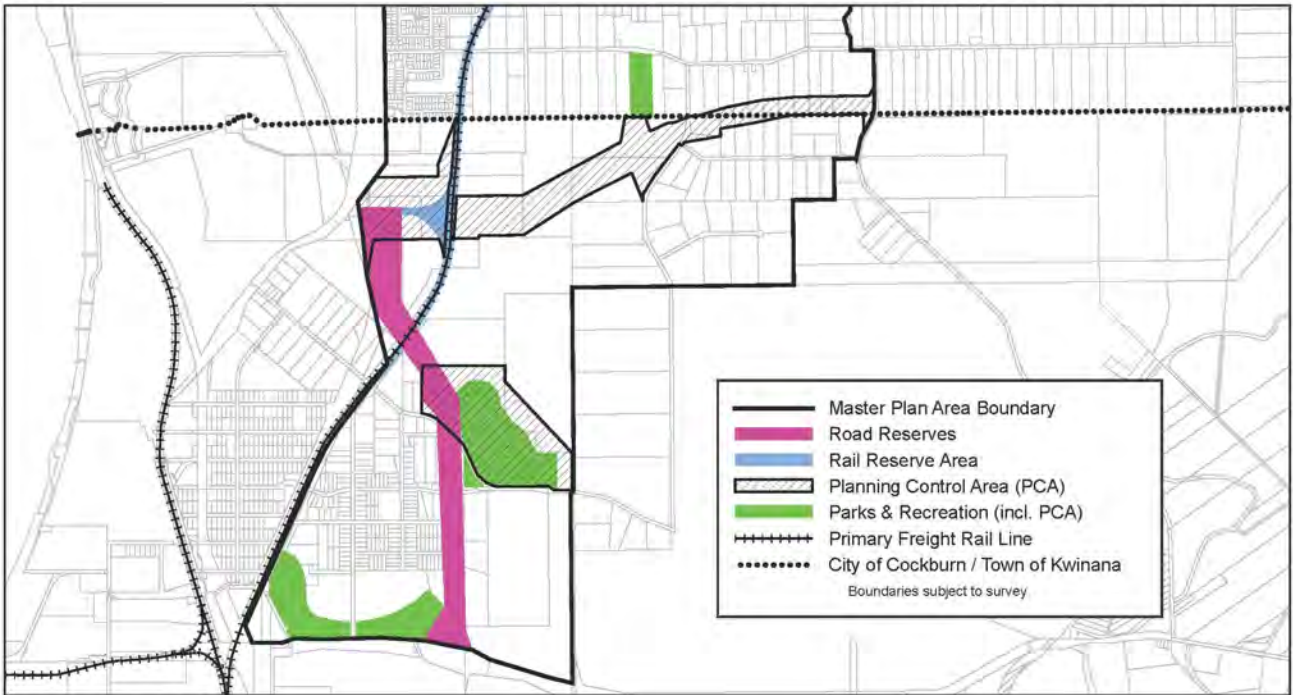 Master Plan Area Boundary
Road Reserves
Rail Reserve Area
Planning Control Area (PCA)
Parks & Recreation (incl. PCA)
Primary Freight Rail Line
City of Cockburn / Town of Kwinana
Boundaries subject to survey